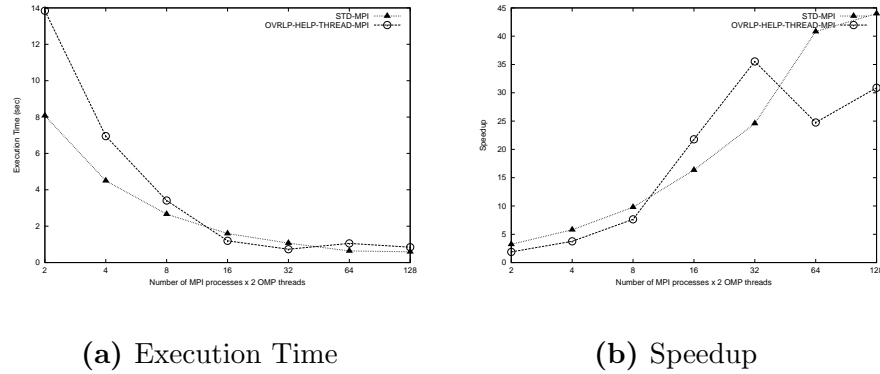 STD-MPI
OVRLP-HELP-THREAD-MPI
14
12
10
8
6
4
2
0
Execution Time (sec)
2 4 8 16 32 64 128
Number of MPI processes x 2 OMP threads
(a) Execution Time
STD-MPI
OVRLP-HELP-THREAD-MPI
45
40
35
30
25
20
15
10
5
0
Speedup
2 4 8 16 32 64 128
Number of MPI processes x 2 OMP threads
(b) Speedup